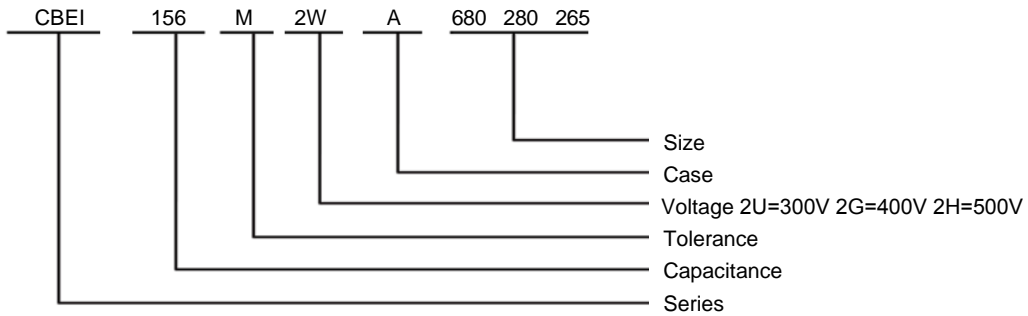 CBEI 156 M 2W A 680 280 265
Size
Case
Voltage 2U=300V 2G=400V 2H=500V
Tolerance
Capacitance
Series